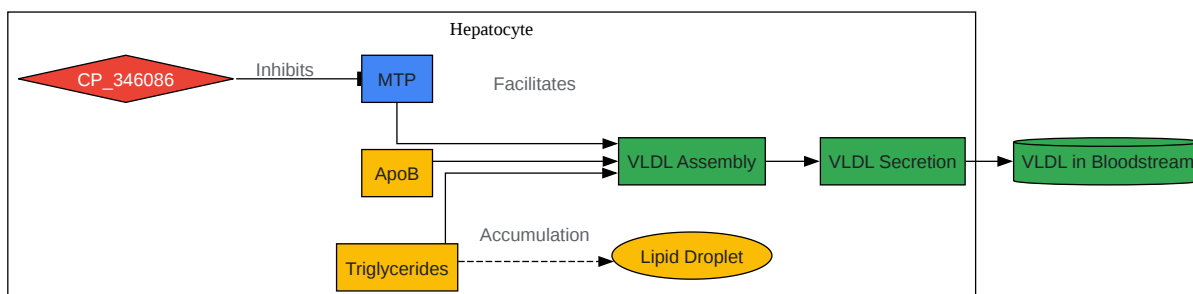 Hepatocyte
CP_346086
Inhibits
MTP
Facilitates
ApoB
VLDL Assembly
VLDL Secretion
VLDL in Bloodstream
Triglycerides
Accumulation
Lipid Droplet